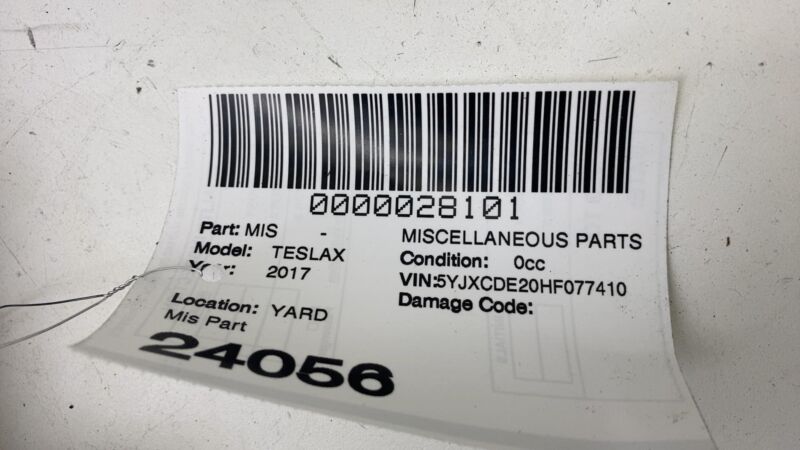 0000028101
Part: MIS - MISCELLANEOUS PARTS
Model: TESLAX Condition: 0cc
Year: 2017 VIN:5YJXCDE20HF077410
Location: YARD Damage Code:
Mis Part
24056